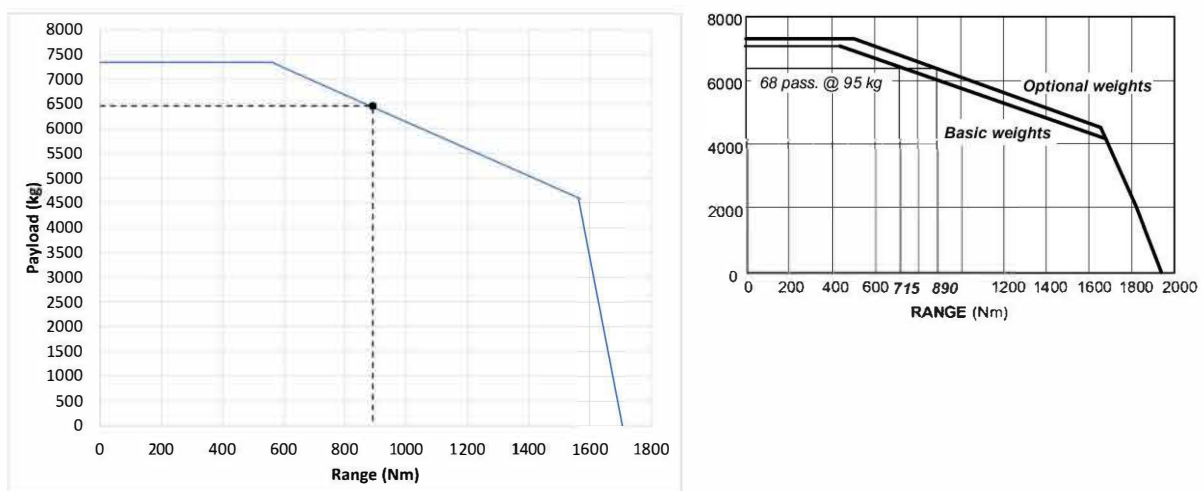 8000
7500
7000
6500
6000
5500
5000
4500
4000
3500
3000
2500
2000
1500
1000
500
0
Payload (kg)
0 200 400 600 800 1000 1200 1400 1600 1800
Range (Nm)
8000
6000
4000
2000
0
68 pass. @ 95 kg
Optional weights
Basic weights
0 200 400 600 715 890 1200 1400 1600 1800 2000
RANGE (Nm)